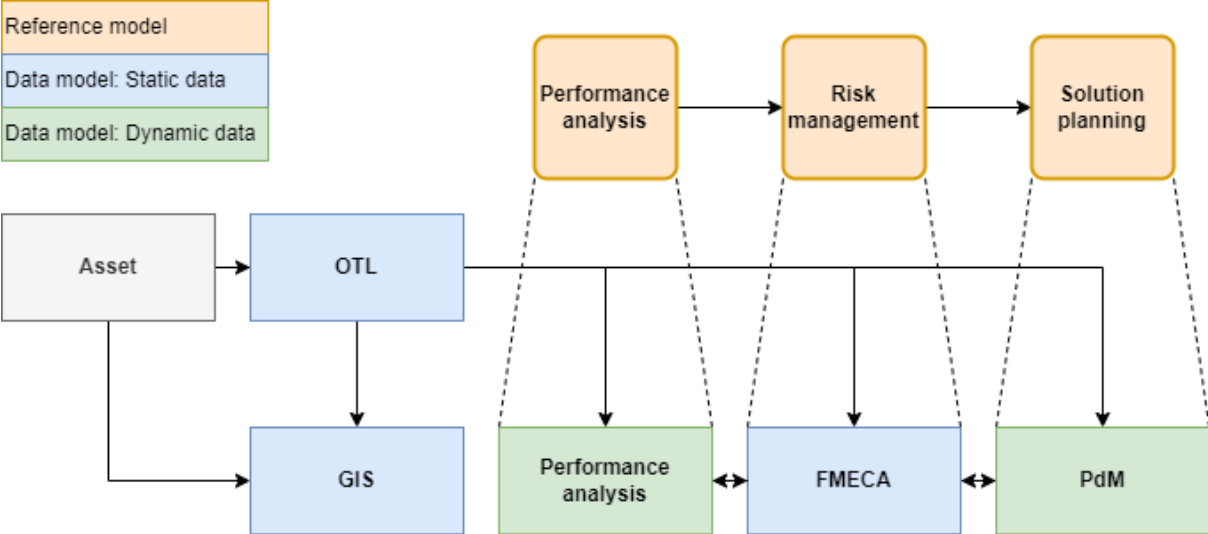 Reference model
Data model: Static data
Data model: Dynamic data
Performance
analysis
Risk
management
Solution
planning
Asset
OTL
GIS
Performance
analysis
FMECA
PdM